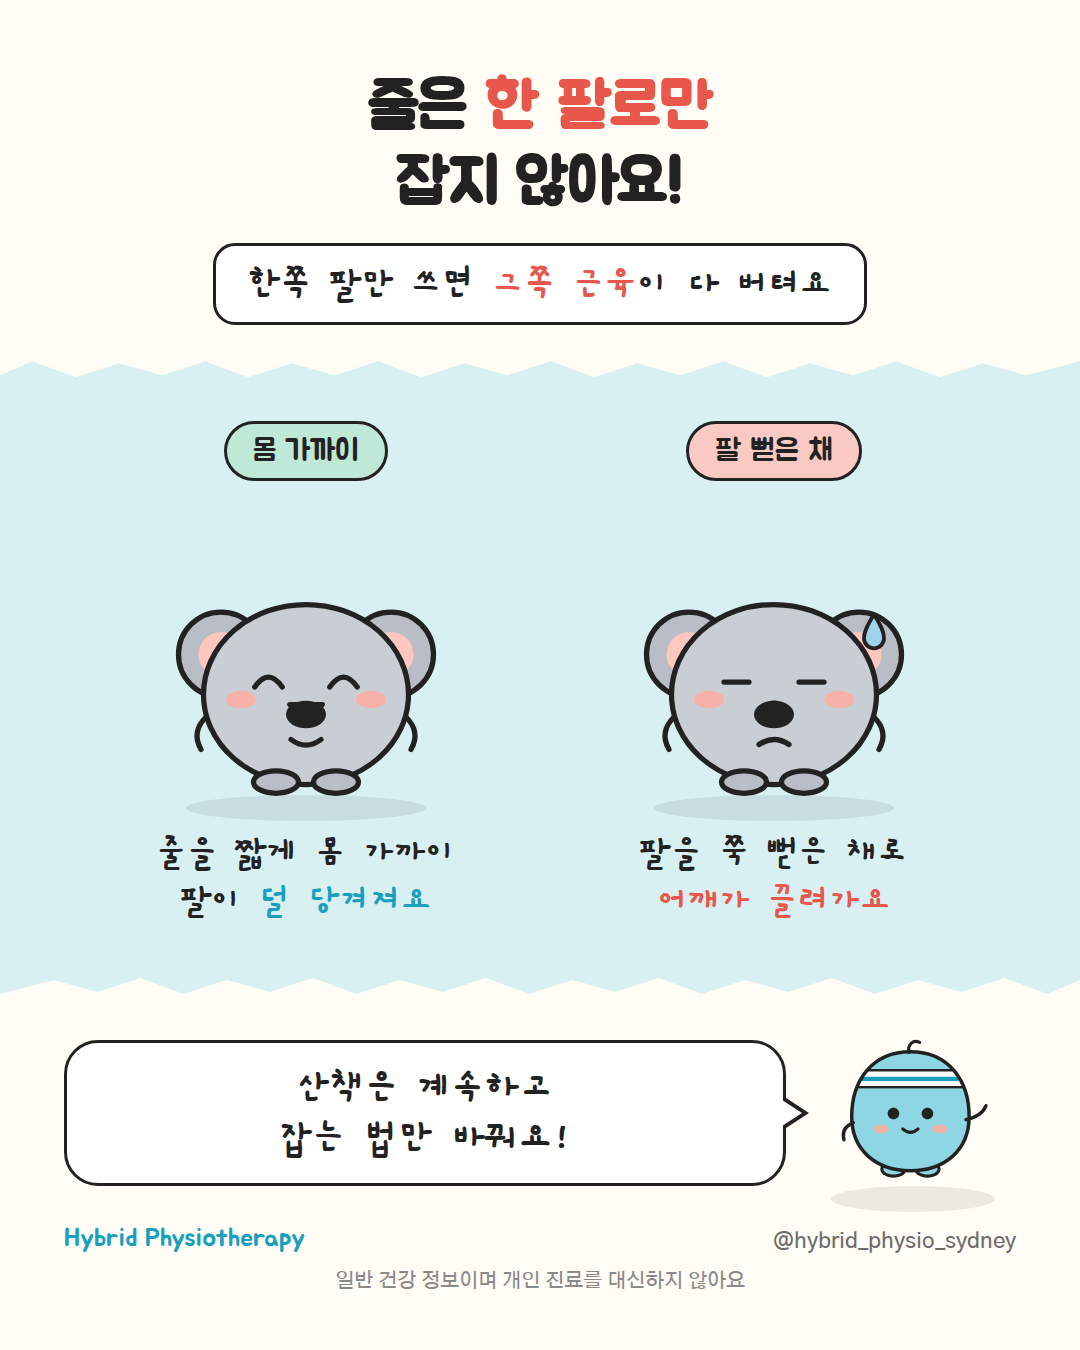 줄은 한 팔로만
잡지 않아요!
한쪽 팔만 쓰면 그쪽 근육이 다 버텨요
몸 가까이
팔 뻗은 채
줄을 짧게 몸 가까이
팔이 덜 당겨져요
팔을 쭉 뻗은 채로
어깨가 끌려가요
산책은 계속하고
잡는 법만 바꿔요!
Hybrid Physiotherapy
@hybrid_physio_sydney
일반 건강 정보이며 개인 진료를 대신하지 않아요